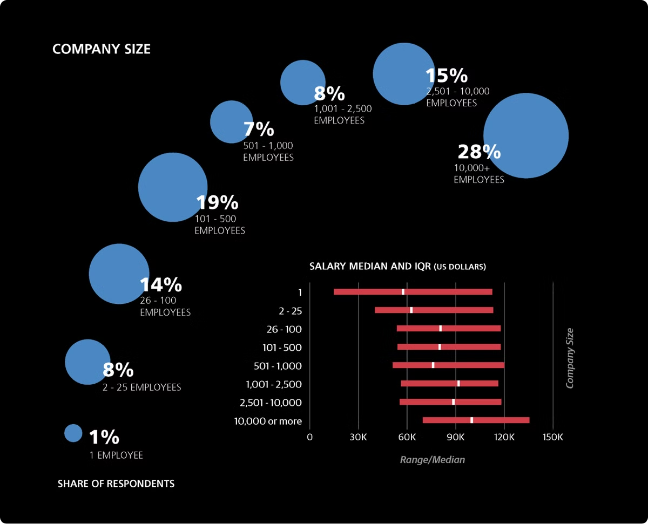 COMPANY SIZE
15%
2,501 - 10,000
EMPLOYEES
8%
1,001 - 2,500
EMPLOYEES
7%
501 - 1,000
EMPLOYEES
28%
10,000+
EMPLOYEES
19%
101 - 500
EMPLOYEES
14%
26 - 100
EMPLOYEES
8%
2 - 25 EMPLOYEES
1%
1 EMPLOYEE
SHARE OF RESPONDENTS
SALARY MEDIAN AND IQR (US DOLLARS)
1
2 - 25
26 - 100
101 - 500
501 - 1,000
1,001 - 2,500
2,501 - 10,000
10,000 or more
0 30K 60K 90K 120K 150K
Range/Median
Company Size